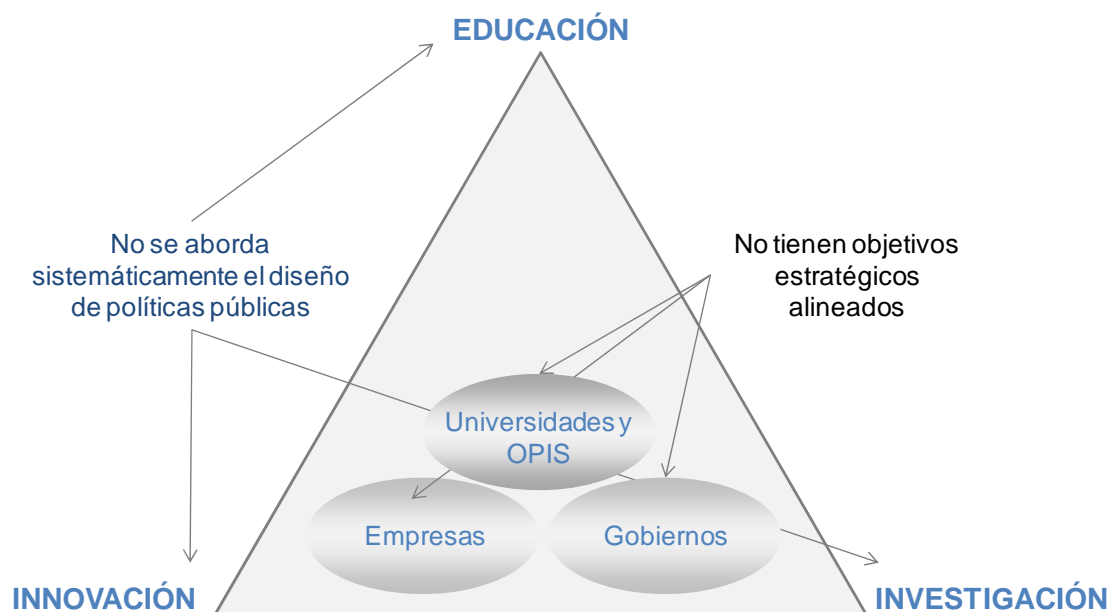 EDUCACIÓN
No se aborda
sistemáticamente el diseño
de políticas públicas
No tienen objetivos
estratégicos
alineados
Universidades y
OPIS
Empresas
Gobiernos
INNOVACIÓN
INVESTIGACIÓN